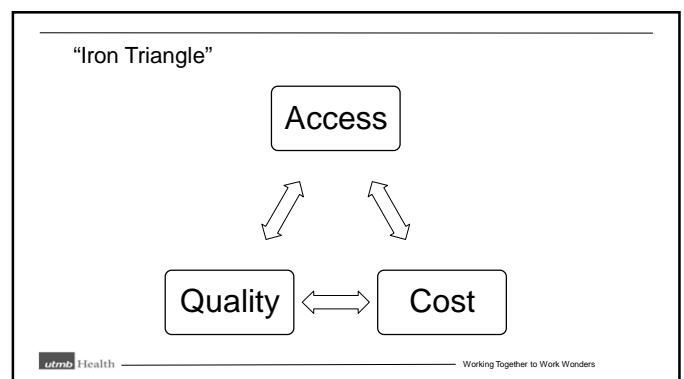 “Iron Triangle”
Access
Quality
Cost
utmb Health
Working Together to Work Wonders